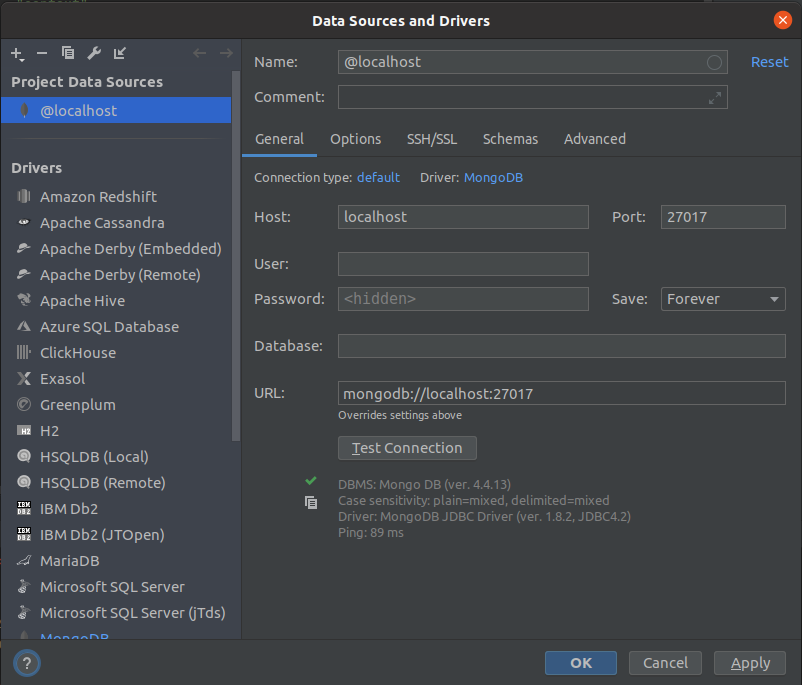 Data Sources and Drivers
Project Data Sources
@localhost
Drivers
Amazon Redshift
Apache Cassandra
Apache Derby (Embedded)
Apache Derby (Remote)
Apache Hive
Azure SQL Database
ClickHouse
Exasol
Greenplum
H2
H2
HSQLDB (Local)
HSQLDB (Remote)
IBM DB2
IBM Db2
IBM DB2
IBM Db2 (JTOpen)
MariaDB
Microsoft SQL Server
Microsoft SQL Server (jTds)
MongoDB
Name: @localhost Reset
Comment:
General Options SSH/SSL Schemas Advanced
Connection type: default Driver: MongoDB
Host: localhost Port: 27017
User:
Password: <hidden> Save: Forever
Database:
URL: mongodb://localhost:27017
Overrides settings above
Test Connection
DBMS: Mongo DB (ver. 4.4.13)
Case sensitivity: plain=mixed, delimited=mixed
Driver: MongoDB JDBC Driver (ver. 1.8.2, JDBC4.2)
Ping: 89 ms
? OK Cancel Apply